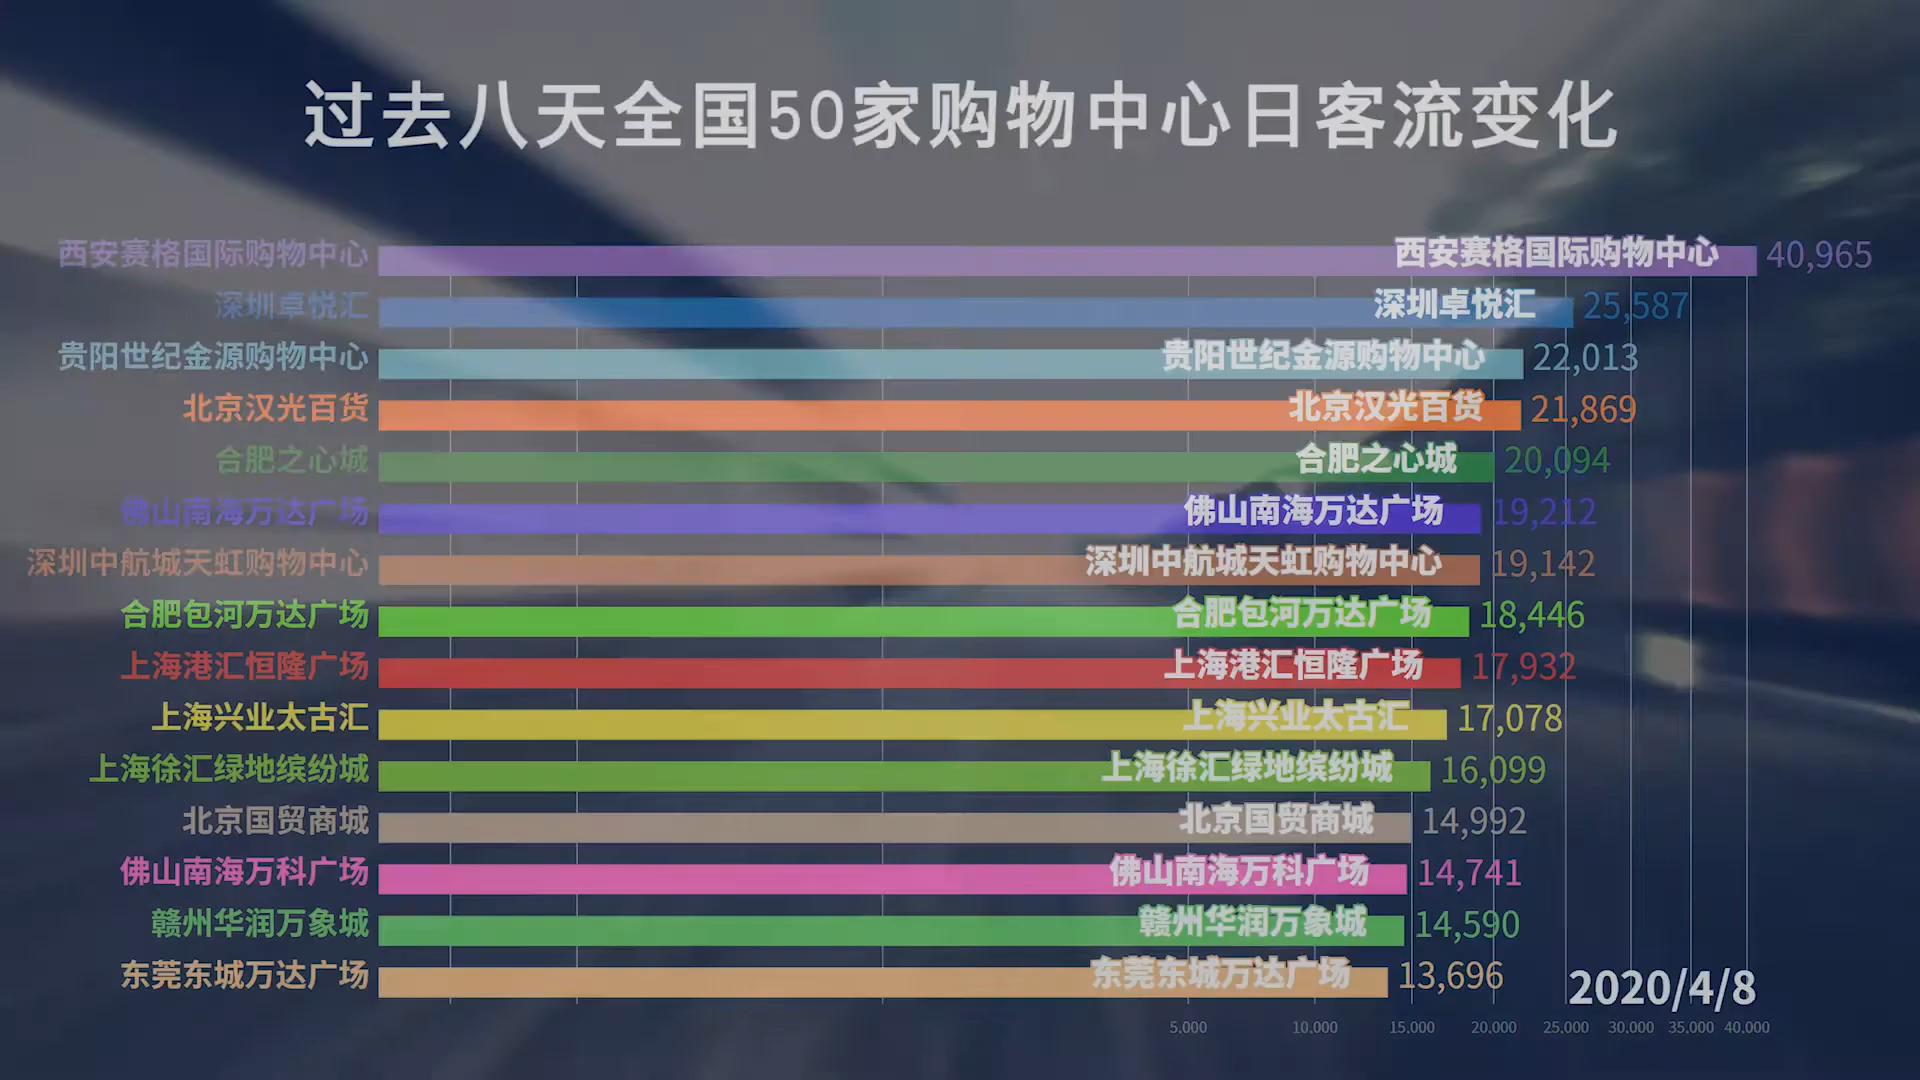 过去八天全国50家购物中心日客流变化
西安赛格国际购物中心 西安赛格国际购物中心 40,965
深圳卓悦汇 深圳卓悦汇 25,587
贵阳世纪金源购物中心 贵阳世纪金源购物中心 22,013
北京汉光百货 北京汉光百货 21,869
合肥之心城 合肥之心城 20,094
佛山南海万达广场 佛山南海万达广场 19,212
深圳中航城天虹购物中心 深圳中航城天虹购物中心 19,142
合肥包河万达广场 合肥包河万达广场 18,446
上海港汇恒隆广场 上海港汇恒隆广场 17,932
上海兴业太古汇 上海兴业太古汇 17,078
上海徐汇绿地缤纷城 上海徐汇绿地缤纷城 16,099
北京国贸商城 北京国贸商城 14,992
佛山南海万科广场 佛山南海万科广场 14,741
赣州华润万象城 赣州华润万象城 14,590
东莞东城万达广场 东莞东城万达广场 13,696
2020/4/8
5,000 10,000 15,000 20,000 25,000 30,000 35,000 40,000